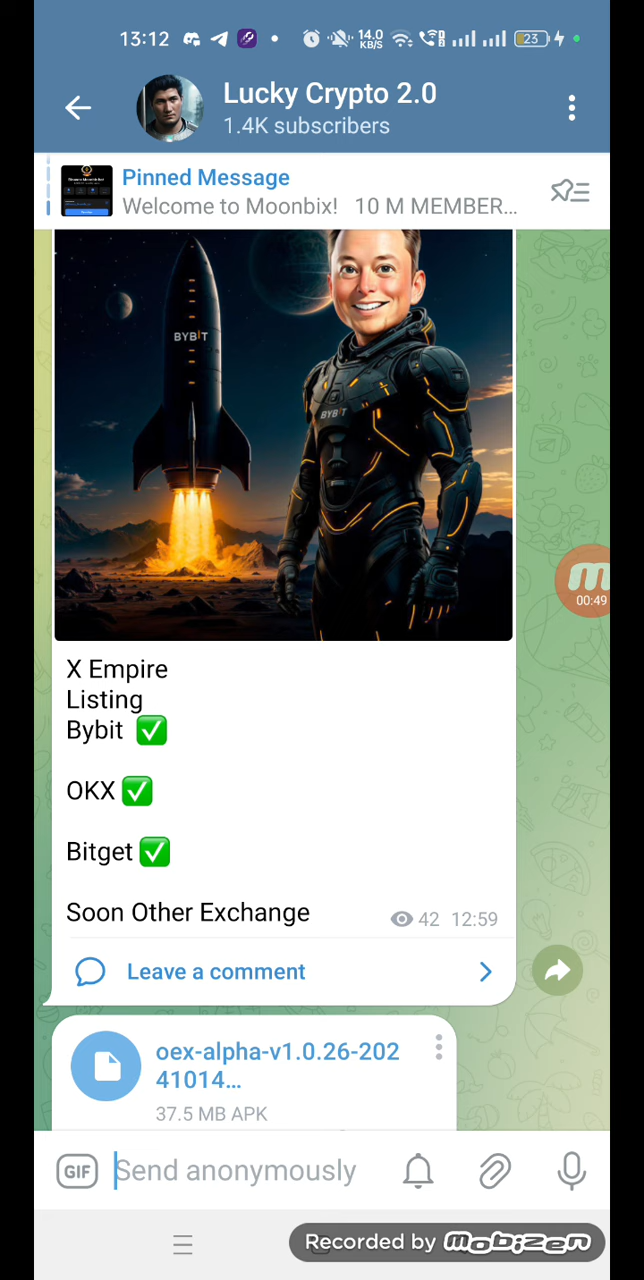 13:12
14.0
KB/S
23
Lucky Crypto 2.0
1.4K subscribers
Pinned Message
Welcome to Moonbix! 10 M MEMBER...
BYBIT
BYBIT
00:49
X Empire
Listing
Bybit ✅
OKX ✅
Bitget ✅
Soon Other Exchange
42 12:59
Leave a comment
oex-alpha-v1.0.26-202
41014...
37.5 MB APK
GIF
Send anonymously
Recorded by mobizen